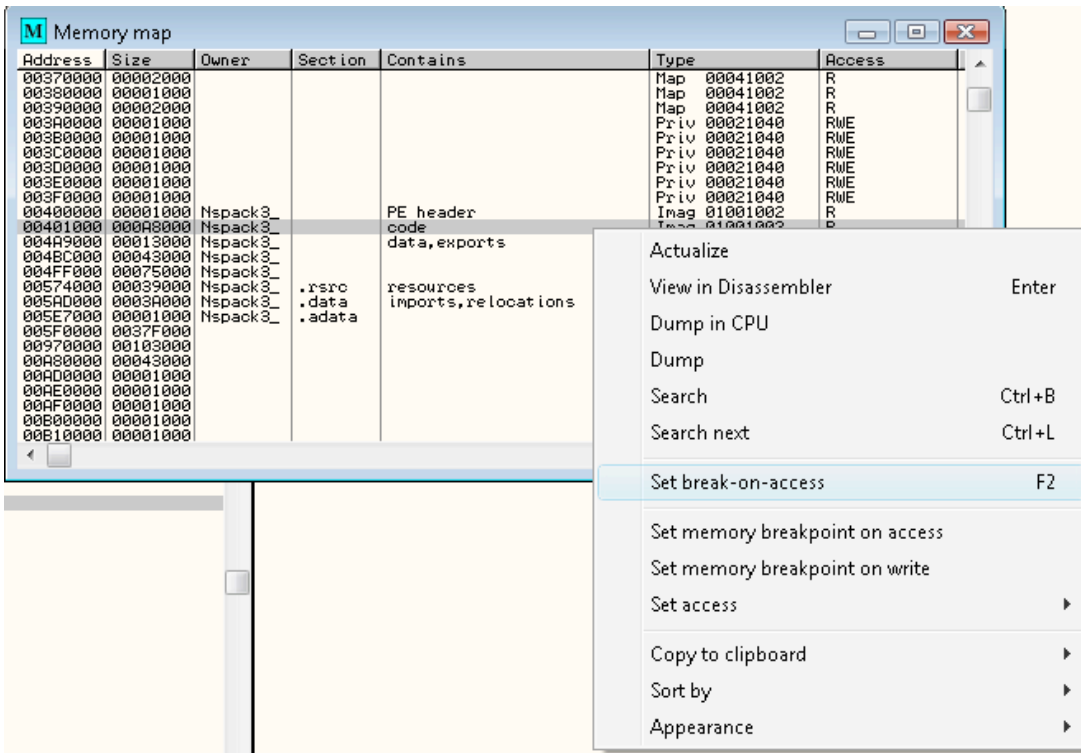 M Memory map
Address Size Owner Section Contains Type Access
00370000 00002000 Map 00041002 R
00380000 00001000 Map 00041002 R
00390000 00002000 Map 00041002 R
003A0000 00001000 Priv 00021040 RWE
003B0000 00001000 Priv 00021040 RWE
003C0000 00001000 Priv 00021040 RWE
003D0000 00001000 Priv 00021040 RWE
003E0000 00001000 Priv 00021040 RWE
003F0000 00001000 Priv 00021040 RWE
00400000 00001000 Nspack3_ PE header Imag 01001002 R
00401000 000A8000 Nspack3_ code Imag 01001002 R
004A9000 00013000 Nspack3_ data,exports
004BC000 00043000 Nspack3_
004FF000 00075000 Nspack3_
00574000 00039000 Nspack3_ .rsrc resources
005AD000 0003A000 Nspack3_ .data imports,relocations
005E7000 00001000 Nspack3_ .adata
005F0000 0037F000
00970000 00103000
00A80000 00043000
00AD0000 00001000
00AE0000 00001000
00AF0000 00001000
00B00000 00001000
00B10000 00001000
Actualize
View in Disassembler Enter
Dump in CPU
Dump
Search Ctrl+B
Search next Ctrl+L
Set break-on-access F2
Set memory breakpoint on access
Set memory breakpoint on write
Set access
Copy to clipboard
Sort by
Appearance